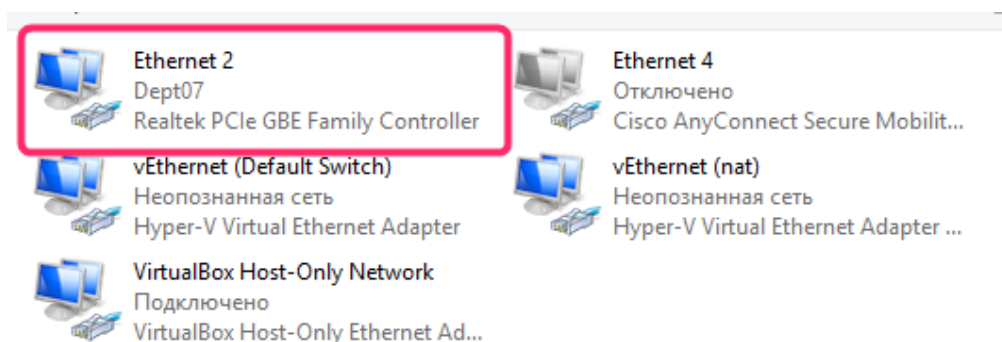 Ethernet 2
Dept07
Realtek PCIe GBE Family Controller
Ethernet 4
Отключено
Cisco AnyConnect Secure Mobilit...
vEthernet (Default Switch)
Неопознанная сеть
Hyper-V Virtual Ethernet Adapter
vEthernet (nat)
Неопознанная сеть
Hyper-V Virtual Ethernet Adapter ...
VirtualBox Host-Only Network
Подключено
VirtualBox Host-Only Ethernet Ad...